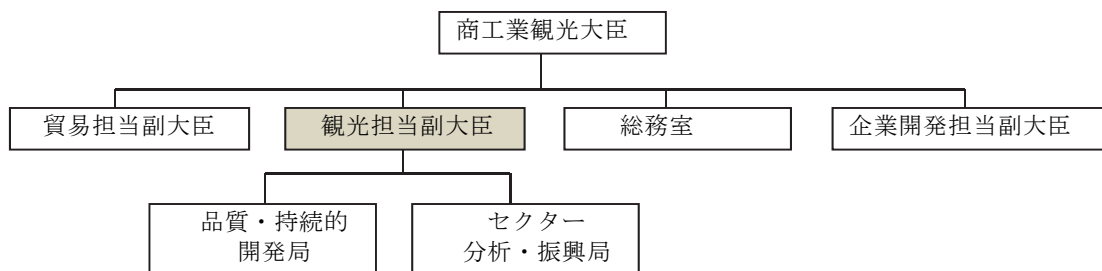 商工業観光大臣
貿易担当副大臣
観光担当副大臣
総務室
企業開発担当副大臣
品質・持続的
開発局
セクター
分析・振興局